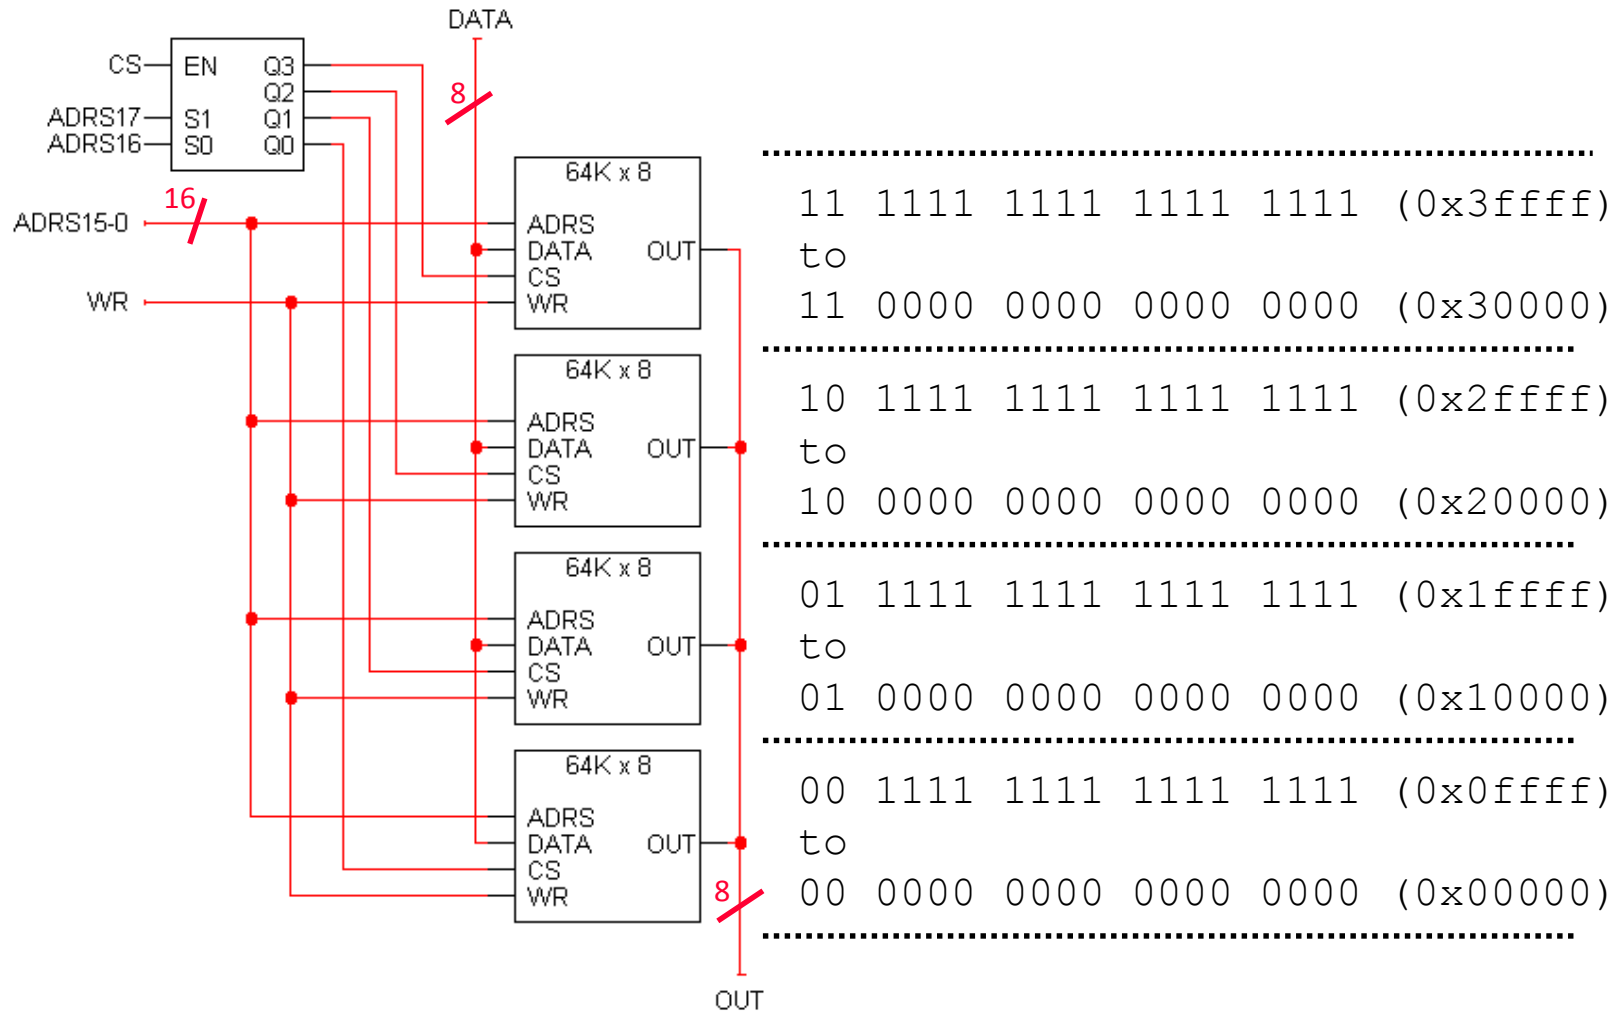 DATA
CS
EN
Q3
Q2
ADRS17
S1
Q1
ADRS16
S0
Q0
8
16
ADRS15-0
WR
64K x 8
ADRS
DATA
OUT
CS
WR
64K x 8
ADRS
DATA
OUT
CS
WR
64K x 8
ADRS
DATA
OUT
CS
WR
64K x 8
ADRS
DATA
OUT
CS
WR
8
OUT
11 1111 1111 1111 1111 (0x3ffff)
to
11 0000 0000 0000 0000 (0x30000)
10 1111 1111 1111 1111 (0x2ffff)
to
10 0000 0000 0000 0000 (0x20000)
01 1111 1111 1111 1111 (0x1ffff)
to
01 0000 0000 0000 0000 (0x10000)
00 1111 1111 1111 1111 (0x0ffff)
to
00 0000 0000 0000 0000 (0x00000)